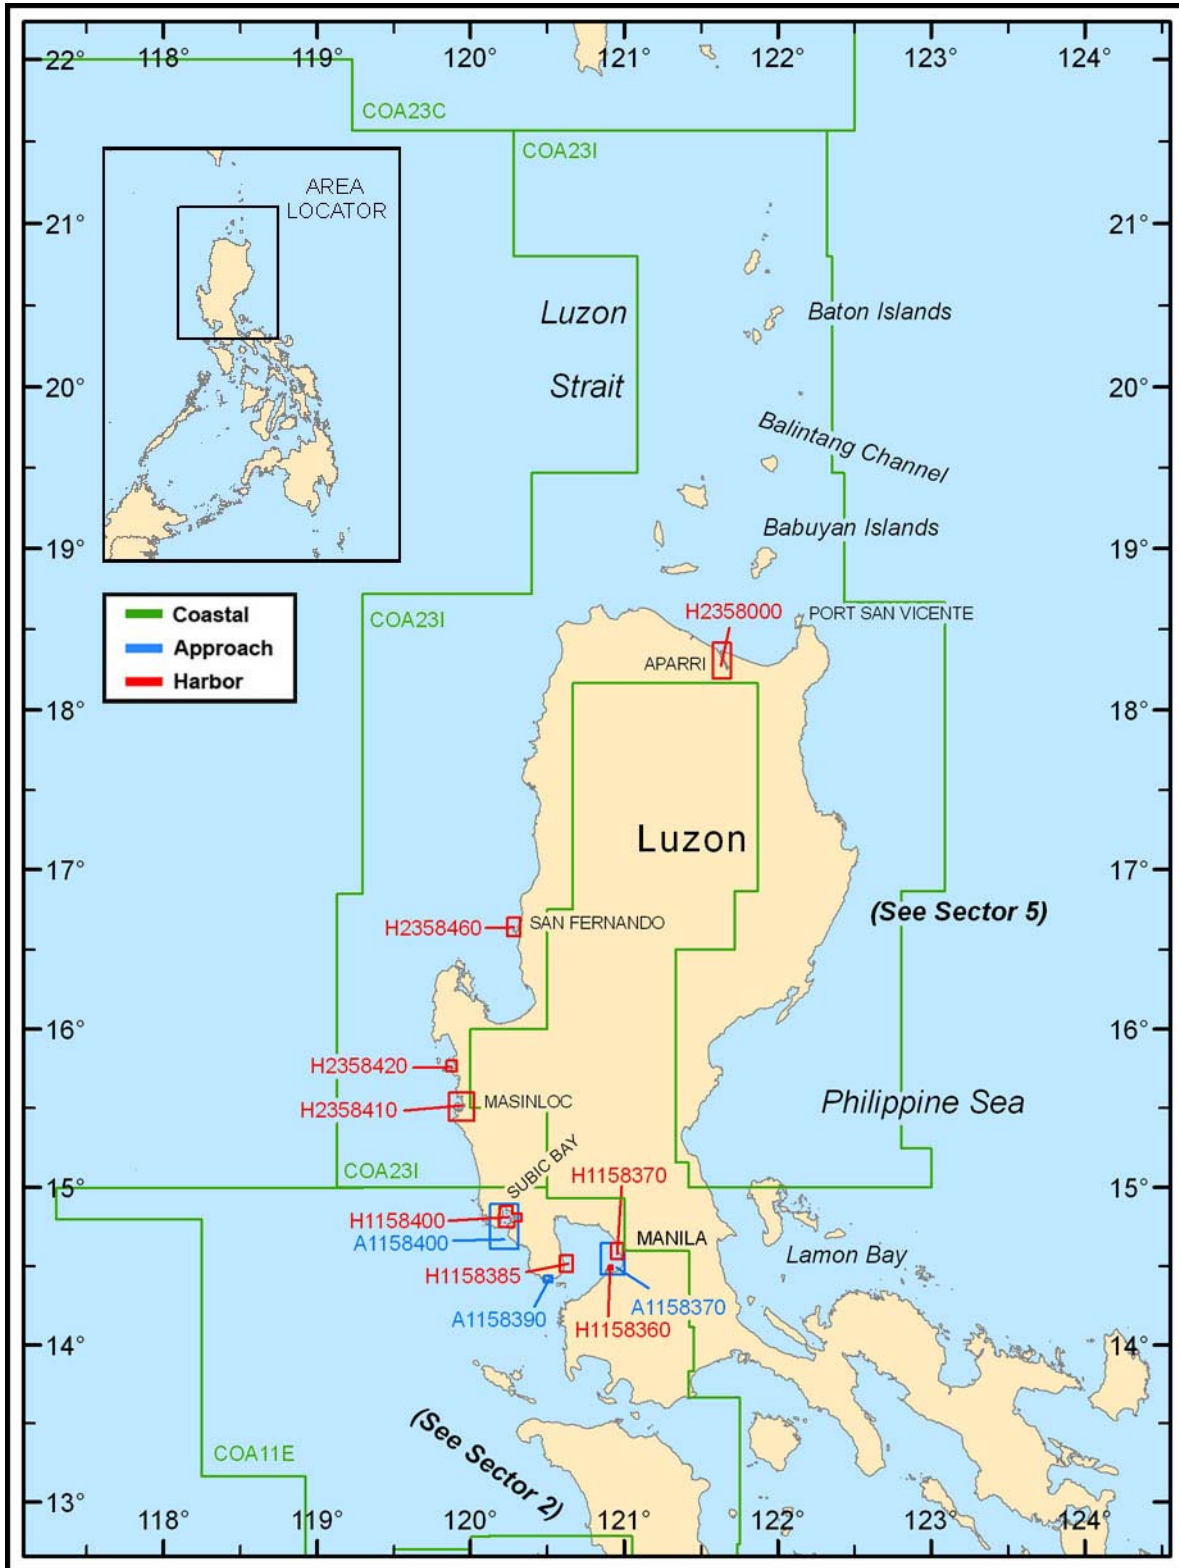 118° 119° 120° 121° 122° 123° 124°
22°
COA23C
COA23I
AREA
LOCATOR
21° 21°
Luzon
Baton Islands
Strait
20° 20°
Balintang Channel
Babuyan Islands
19° 19°
Coastal
Approach
Harbor
COA23I
H2358000
PORT SAN VICENTE
APARRI
18° 18°
Luzon
17° 17°
(See Sector 5)
H2358460
SAN FERNANDO
16° 16°
H2358420
H2358410
MASINLOC
Philippine Sea
COA23I
SUBIC BAY
H1158370
15° 15°
H1158400
A1158400
MANILA
Lamon Bay
H1158385
A1158390
A1158370
H1158360
14° 14°
(See Sector 2)
COA11E
13° 13°
118° 119° 120° 121° 122° 123° 124°